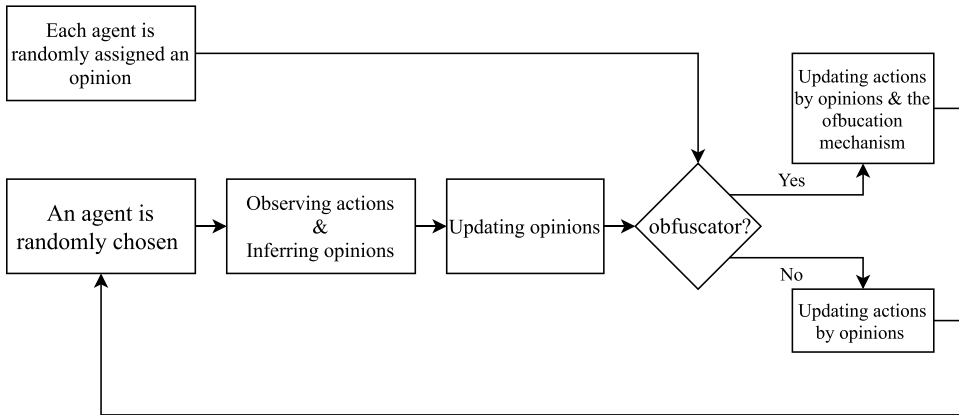 Each agent is
randomly assigned an
opinion
Updating actions
by opinions & the
ofbucation
mechanism
An agent is
randomly chosen
Observing actions
&
Inferring opinions
Updating opinions
obfuscator?
Yes
No
Updating actions
by opinions